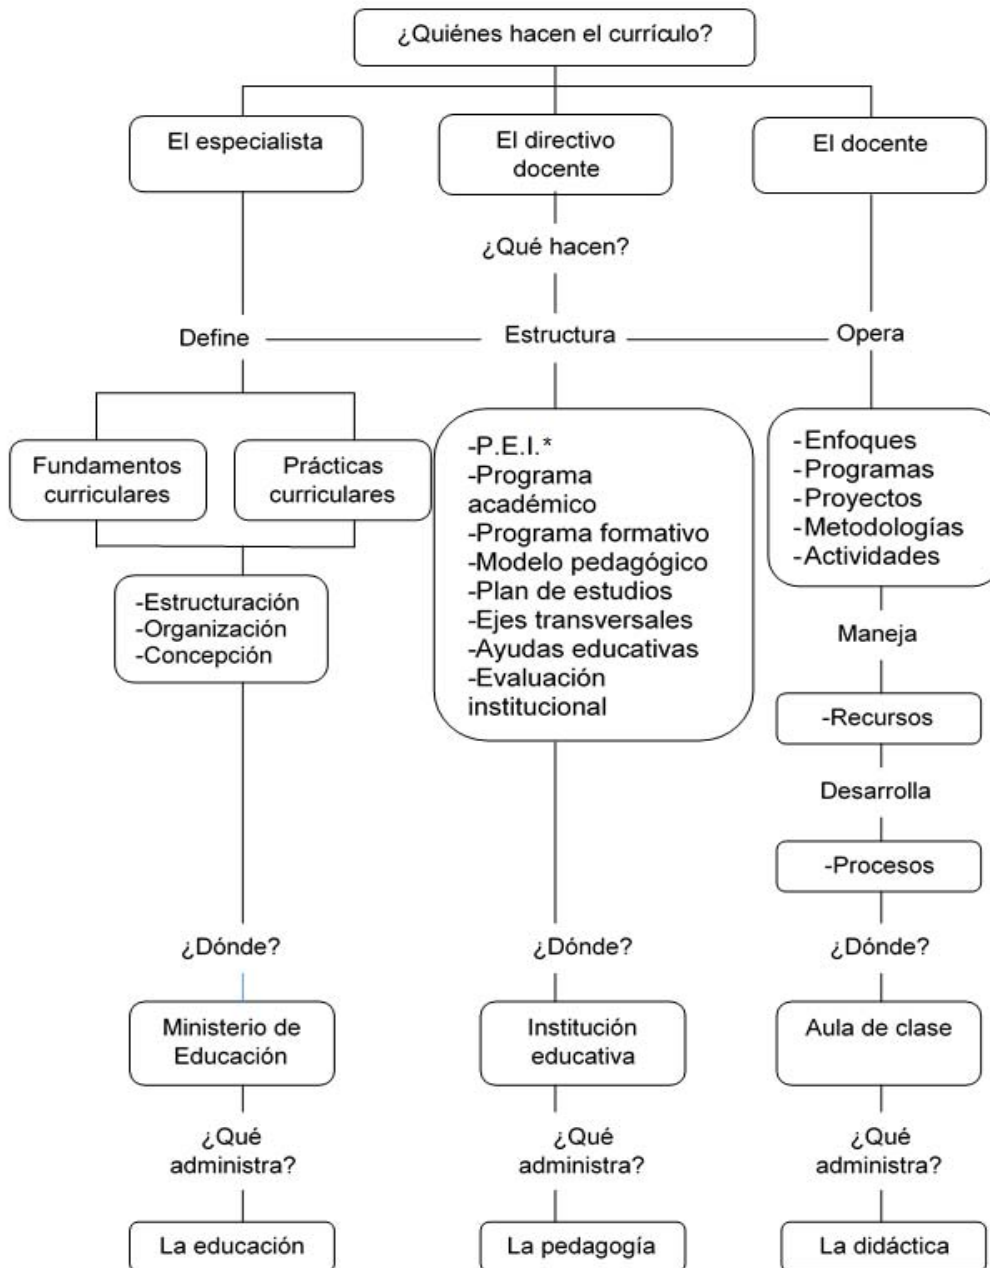 ¿Quiénes hacen el currículo?
El especialista
El directivo
docente
El docente
¿Qué hacen?
Define
Estructura
Opera
Fundamentos
curriculares
Prácticas
curriculares
-Estructuración
-Organización
-Concepción
-P.E.I.*
-Programa
académico
-Programa formativo
-Modelo pedagógico
-Plan de estudios
-Ejes transversales
-Ayudas educativas
-Evaluación
institucional
-Enfoques
-Programas
-Proyectos
-Metodologías
-Actividades
Maneja
-Recursos
Desarrolla
-Procesos
¿Dónde?
¿Dónde?
¿Dónde?
Ministerio de
Educación
Institución
educativa
Aula de clase
¿Qué
administra?
¿Qué
administra?
¿Qué
administra?
La educación
La pedagogía
La didáctica